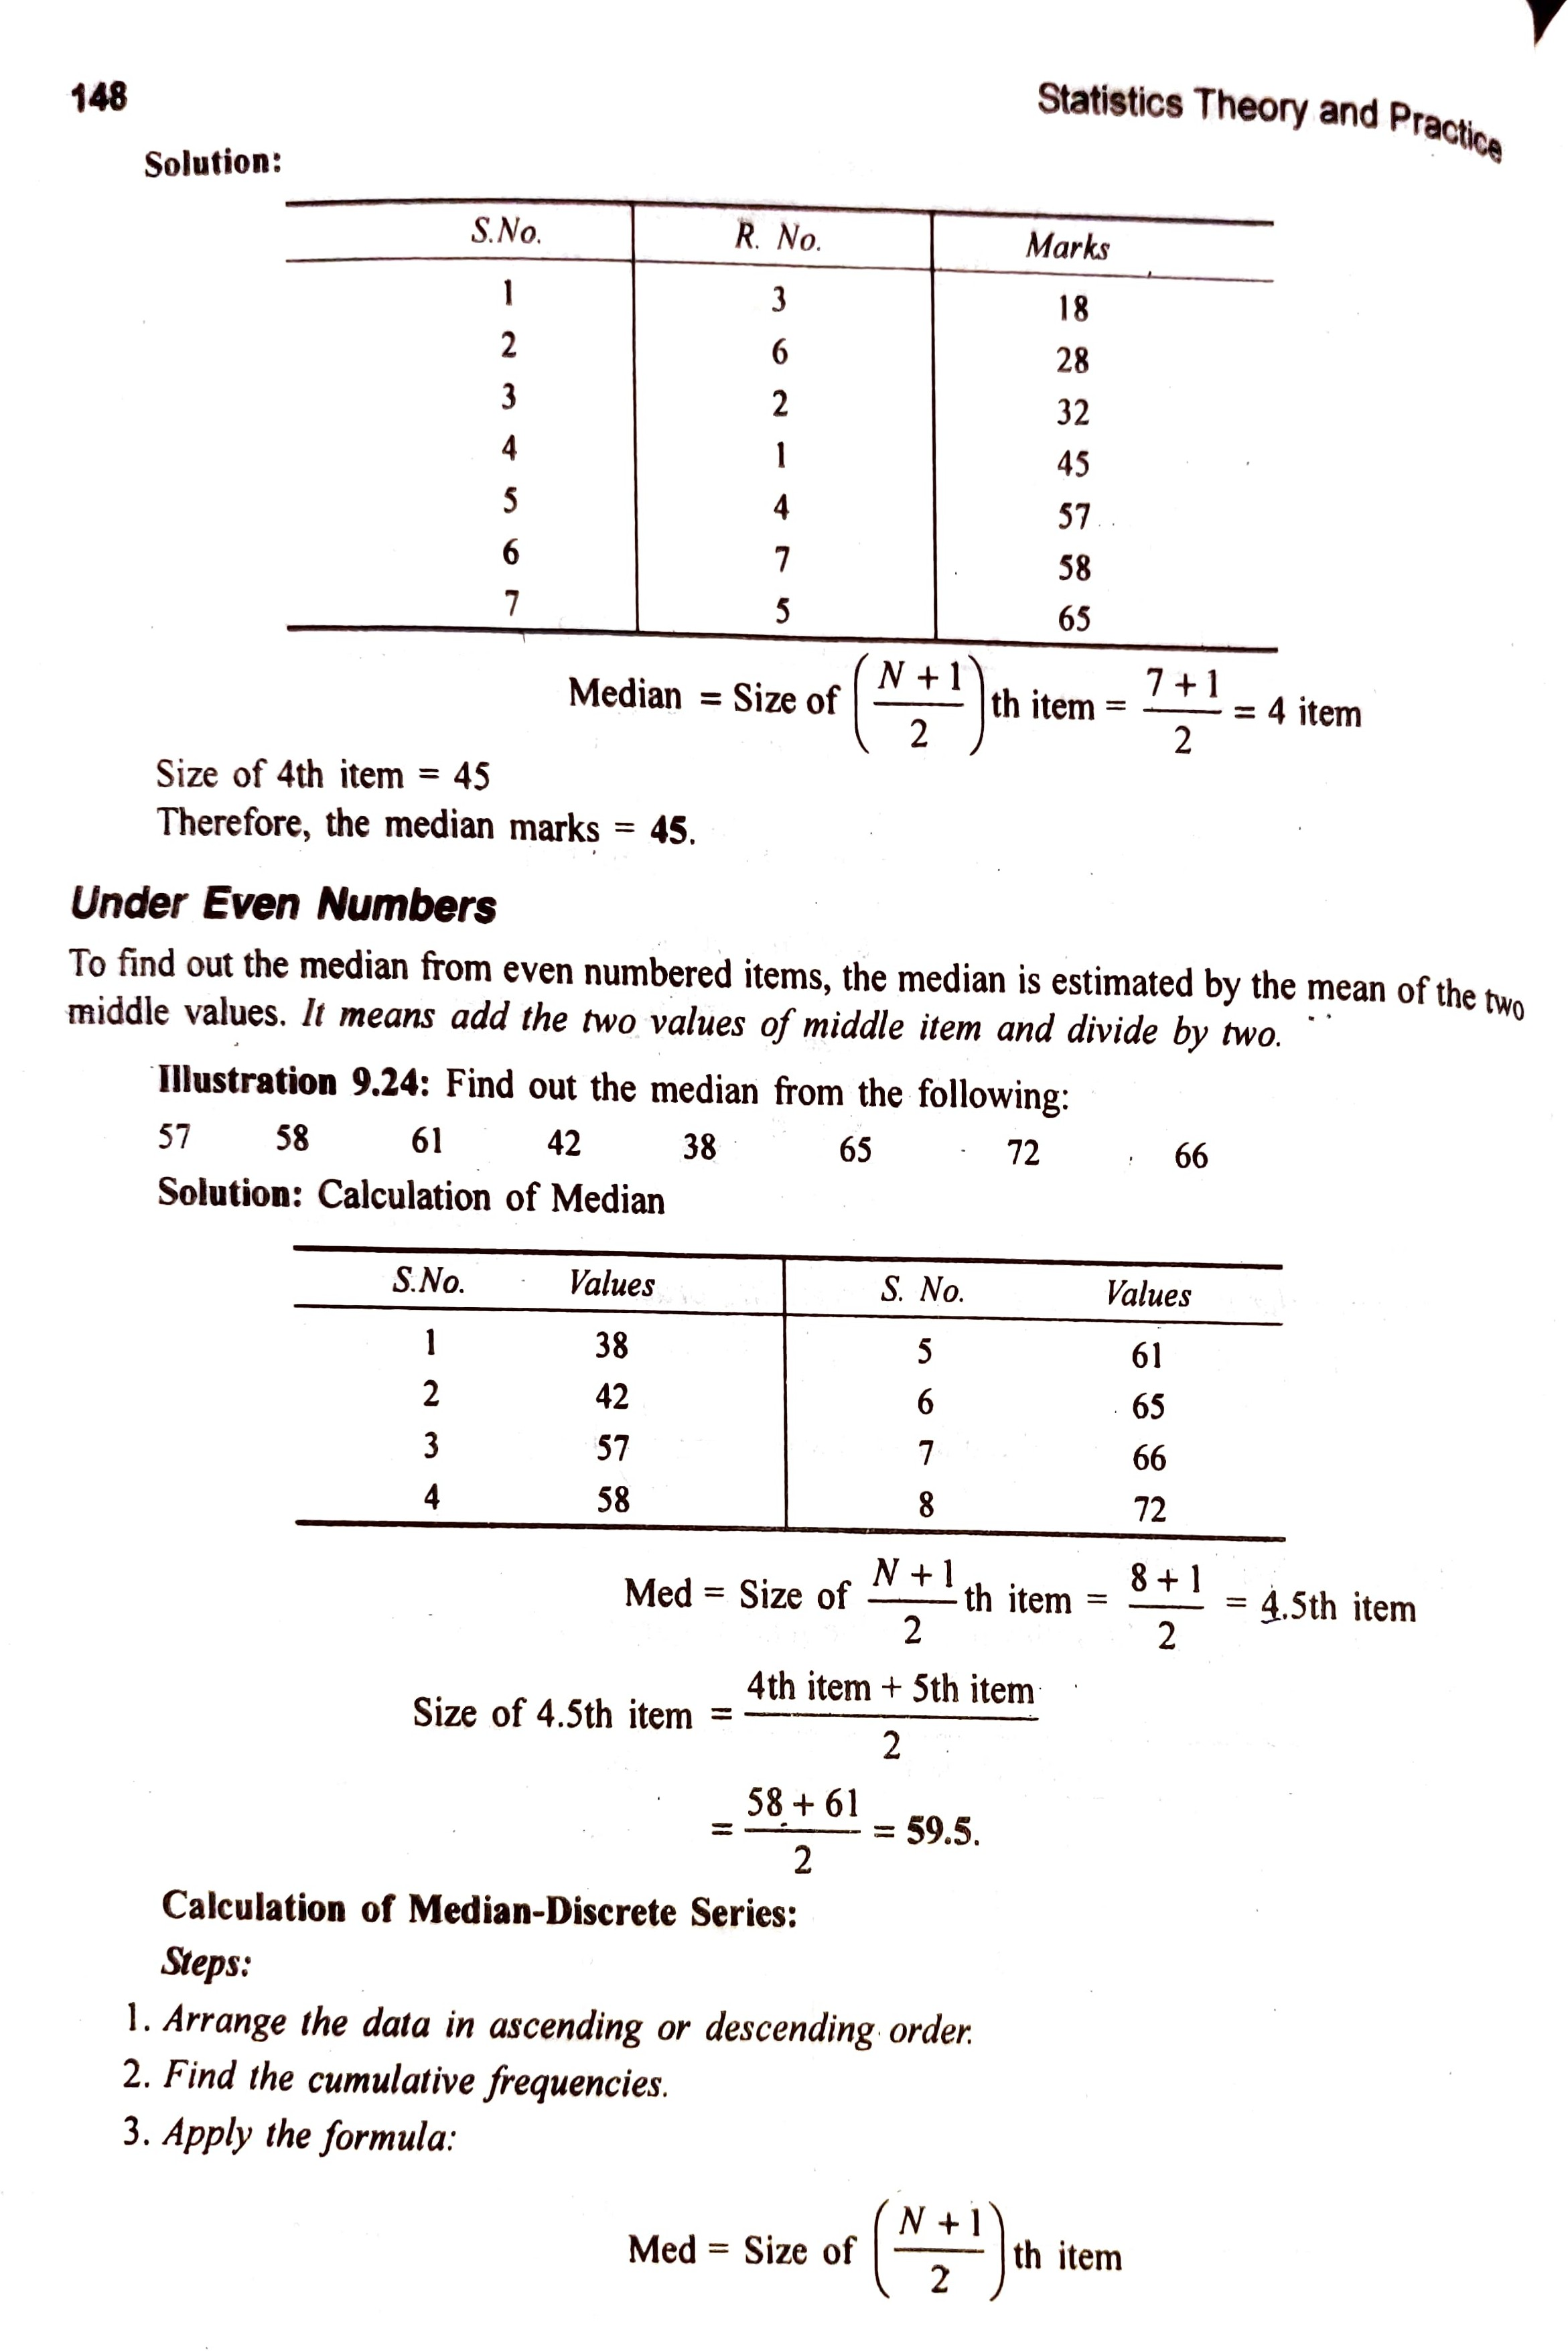 148
Statistics Theory and Practice
Solution:
S.No. R. No. Marks
1 3 18
2 6 28
3 2 32
4 1 45
5 4 57
6 7 58
7 5 65
Median = Size of ( N + 1 / 2 ) th item = 7 + 1 / 2 = 4 item
Size of 4th item = 45
Therefore, the median marks = 45.
Under Even Numbers
To find out the median from even numbered items, the median is estimated by the mean of the two
middle values. It means add the two values of middle item and divide by two.
Illustration 9.24: Find out the median from the following:
57 58 61 42 38 65 72 66
Solution: Calculation of Median
S.No. Values S. No. Values
1 38 5 61
2 42 6 65
3 57 7 66
4 58 8 72
Med = Size of N + 1 / 2 th item = 8 + 1 / 2 = 4.5th item
Size of 4.5th item = 4th item + 5th item / 2
= 58 + 61 / 2 = 59.5.
Calculation of Median-Discrete Series:
Steps:
1. Arrange the data in ascending or descending order.
2. Find the cumulative frequencies.
3. Apply the formula:
Med = Size of ( N + 1 / 2 ) th item